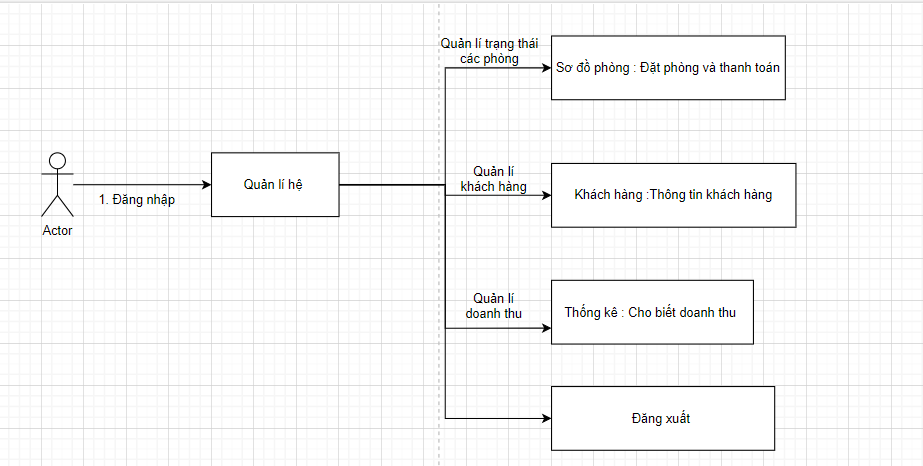 Quản lí trạng thái
các phòng
Sơ đồ phòng : Đặt phòng và thanh toán
Quản lí
khách hàng
Khách hàng :Thông tin khách hàng
Quản lí hệ
1. Đăng nhập
Actor
Quản lí
doanh thu
Thống kê : Cho biết doanh thu
Đăng xuất